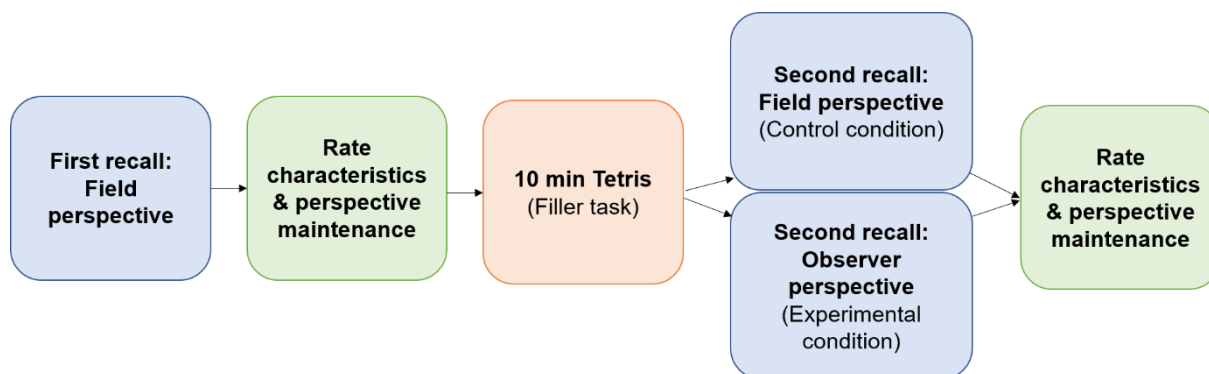 First recall:
Field
perspective
Rate
characteristics
& perspective
maintenance
10 min Tetris
(Filler task)
Second recall:
Field perspective
(Control condition)
Second recall:
Observer
perspective
(Experimental
condition)
Rate
characteristics
& perspective
maintenance